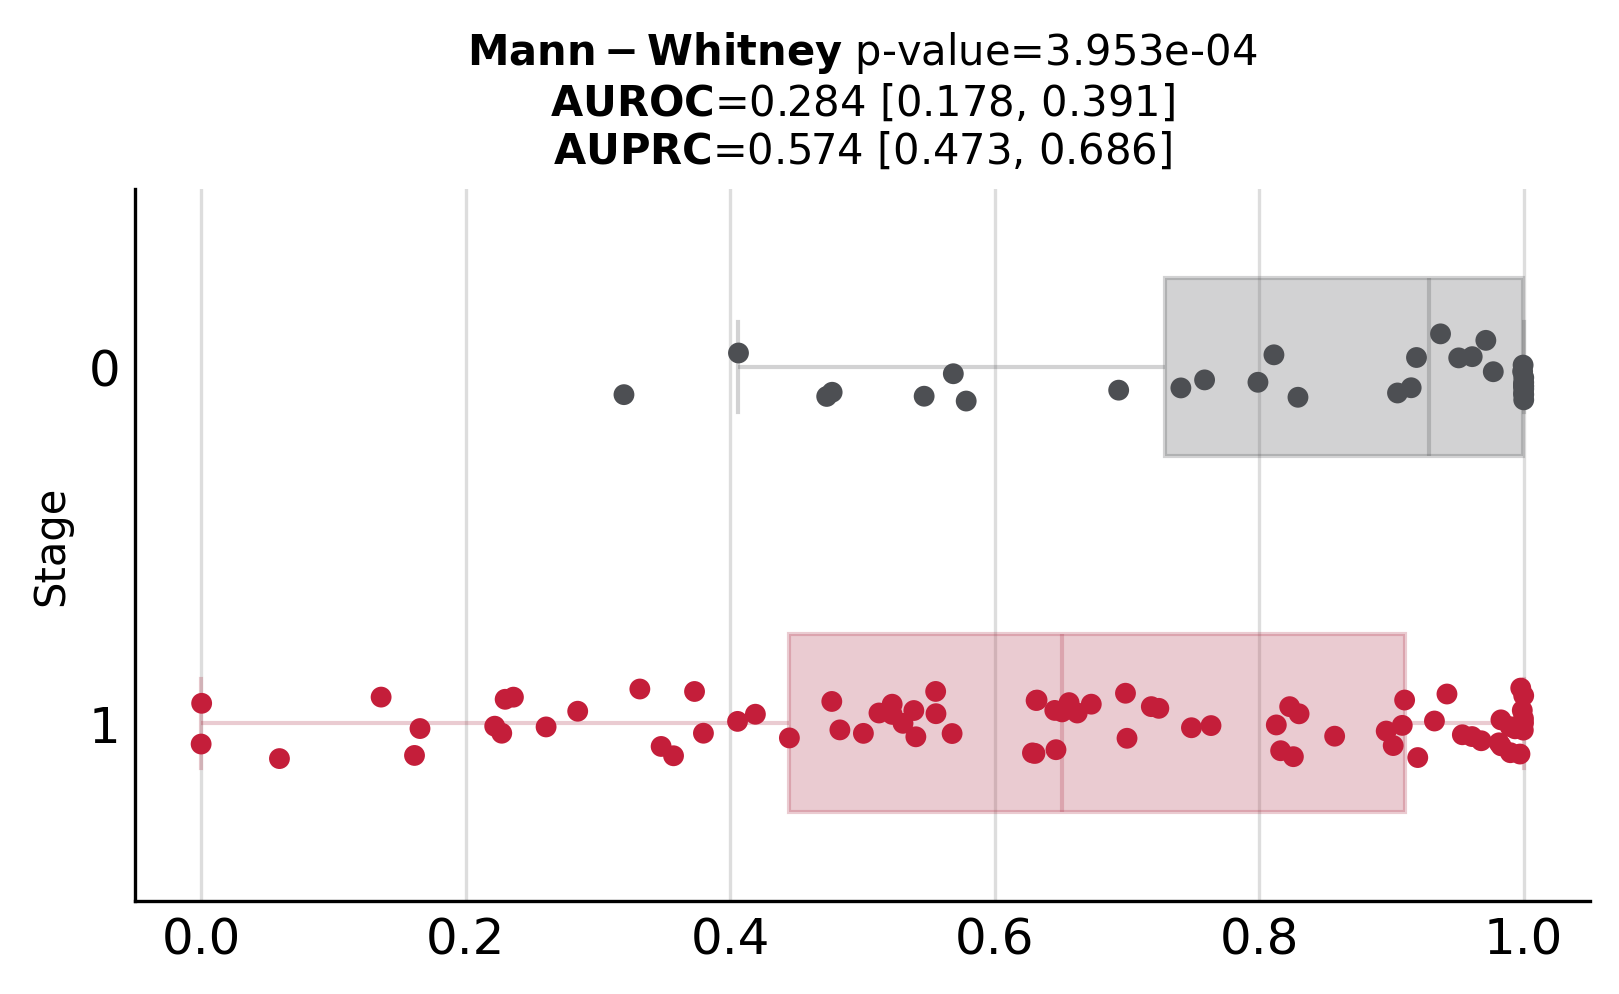 Mann−Whitney p-value=3.953e-04
AUROC=0.284 [0.178, 0.391]
AUPRC=0.574 [0.473, 0.686]
0
Stage
1
0.0 0.2 0.4 0.6 0.8 1.0